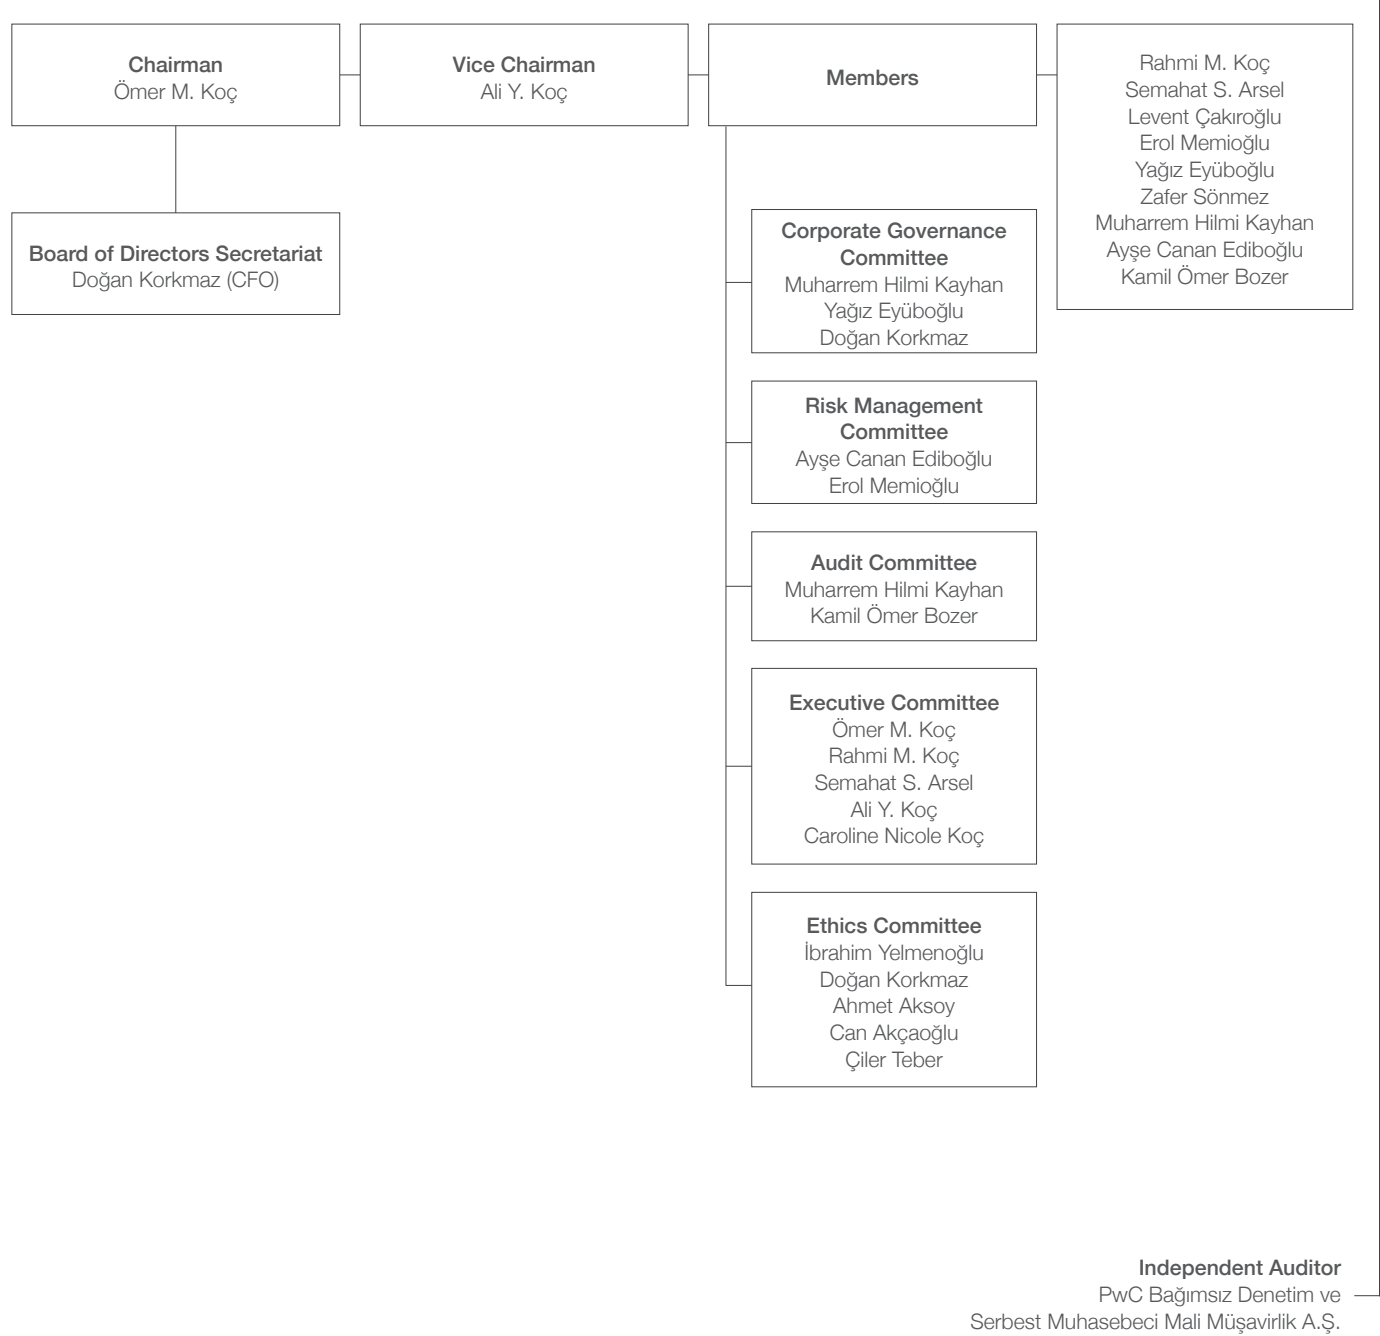 Chairman
Ömer M. Koç
Vice Chairman
Ali Y. Koç
Members
Rahmi M. Koç
Semahat S. Arsel
Levent Çakıroğlu
Erol Memioğlu
Yağız Eyüboğlu
Zafer Sönmez
Muharrem Hilmi Kayhan
Ayşe Canan Ediboğlu
Kamil Ömer Bozer
Board of Directors Secretariat
Doğan Korkmaz (CFO)
Corporate Governance
Committee
Muharrem Hilmi Kayhan
Yağız Eyüboğlu
Doğan Korkmaz
Risk Management
Committee
Ayşe Canan Ediboğlu
Erol Memioğlu
Audit Committee
Muharrem Hilmi Kayhan
Kamil Ömer Bozer
Executive Committee
Ömer M. Koç
Rahmi M. Koç
Semahat S. Arsel
Ali Y. Koç
Caroline Nicole Koç
Ethics Committee
İbrahim Yelmenoğlu
Doğan Korkmaz
Ahmet Aksoy
Can Akçaoğlu
Çiler Teber
Independent Auditor
PwC Bağımsız Denetim ve
Serbest Muhasebeci Mali Müşavirlik A.Ş.